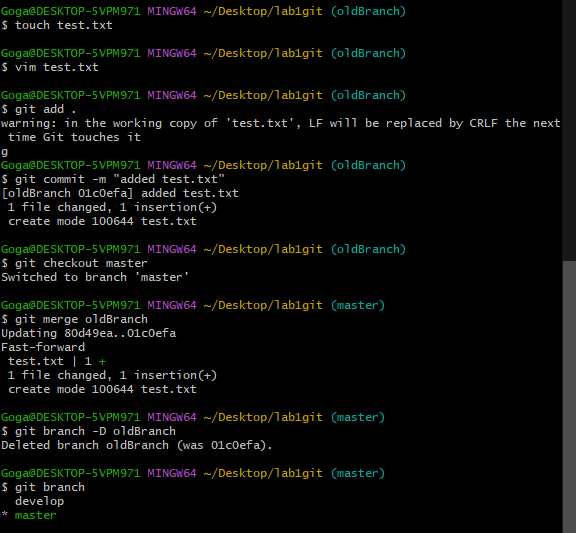 Goga@DESKTOP-5VPM971 MINGW64 ~/Desktop/lab1git (oldBranch)
$ touch test.txt

Goga@DESKTOP-5VPM971 MINGW64 ~/Desktop/lab1git (oldBranch)
$ vim test.txt

Goga@DESKTOP-5VPM971 MINGW64 ~/Desktop/lab1git (oldBranch)
$ git add .
warning: in the working copy of 'test.txt', LF will be replaced by CRLF the next
 time Git touches it
g
Goga@DESKTOP-5VPM971 MINGW64 ~/Desktop/lab1git (oldBranch)
$ git commit -m "added test.txt"
[oldBranch 01c0efa] added test.txt
 1 file changed, 1 insertion(+)
 create mode 100644 test.txt

Goga@DESKTOP-5VPM971 MINGW64 ~/Desktop/lab1git (oldBranch)
$ git checkout master
Switched to branch 'master'

Goga@DESKTOP-5VPM971 MINGW64 ~/Desktop/lab1git (master)
$ git merge oldBranch
Updating 80d49ea..01c0efa
Fast-forward
 test.txt | 1 +
 1 file changed, 1 insertion(+)
 create mode 100644 test.txt

Goga@DESKTOP-5VPM971 MINGW64 ~/Desktop/lab1git (master)
$ git branch -D oldBranch
Deleted branch oldBranch (was 01c0efa).

Goga@DESKTOP-5VPM971 MINGW64 ~/Desktop/lab1git (master)
$ git branch
  develop
* master